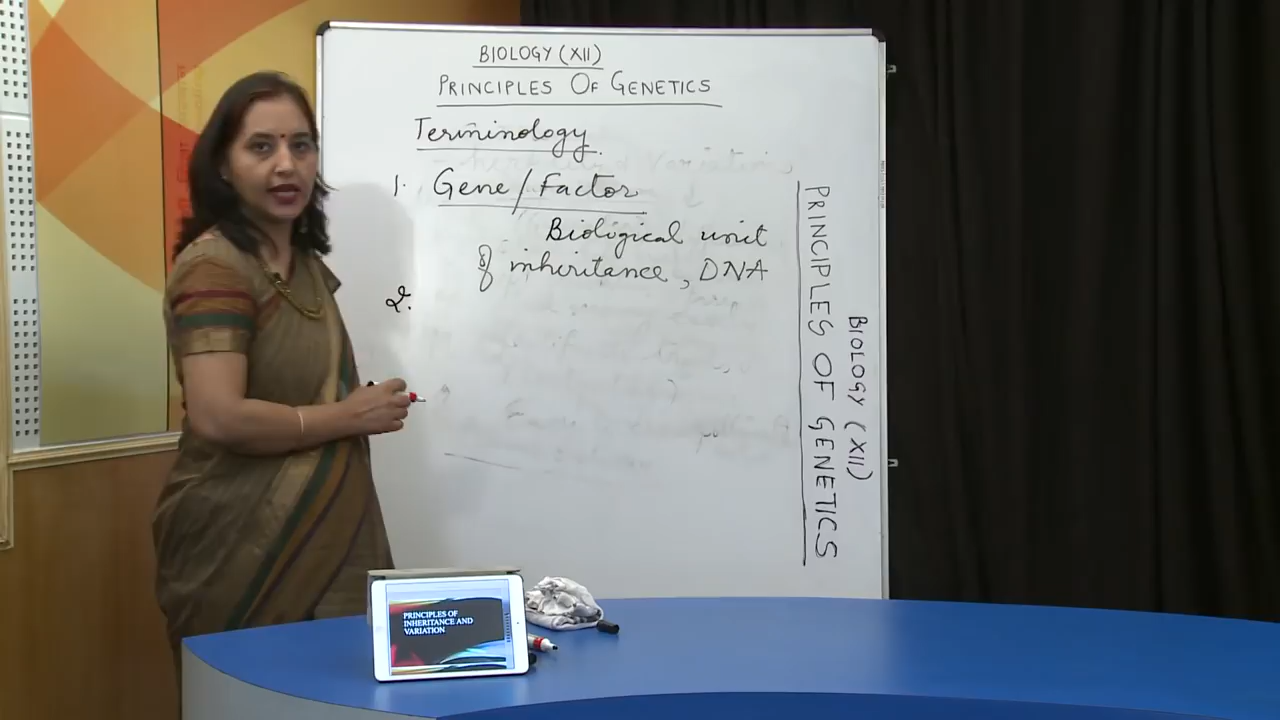 BIOLOGY (XII)
PRINCIPLES OF GENETICS
Terminology
1. Gene/Factor
Biological unit
of inheritance, DNA
2.
BIOLOGY (XII)
PRINCIPLES OF GENETICS
PRINCIPLES OF
INHERITANCE AND
VARIATION